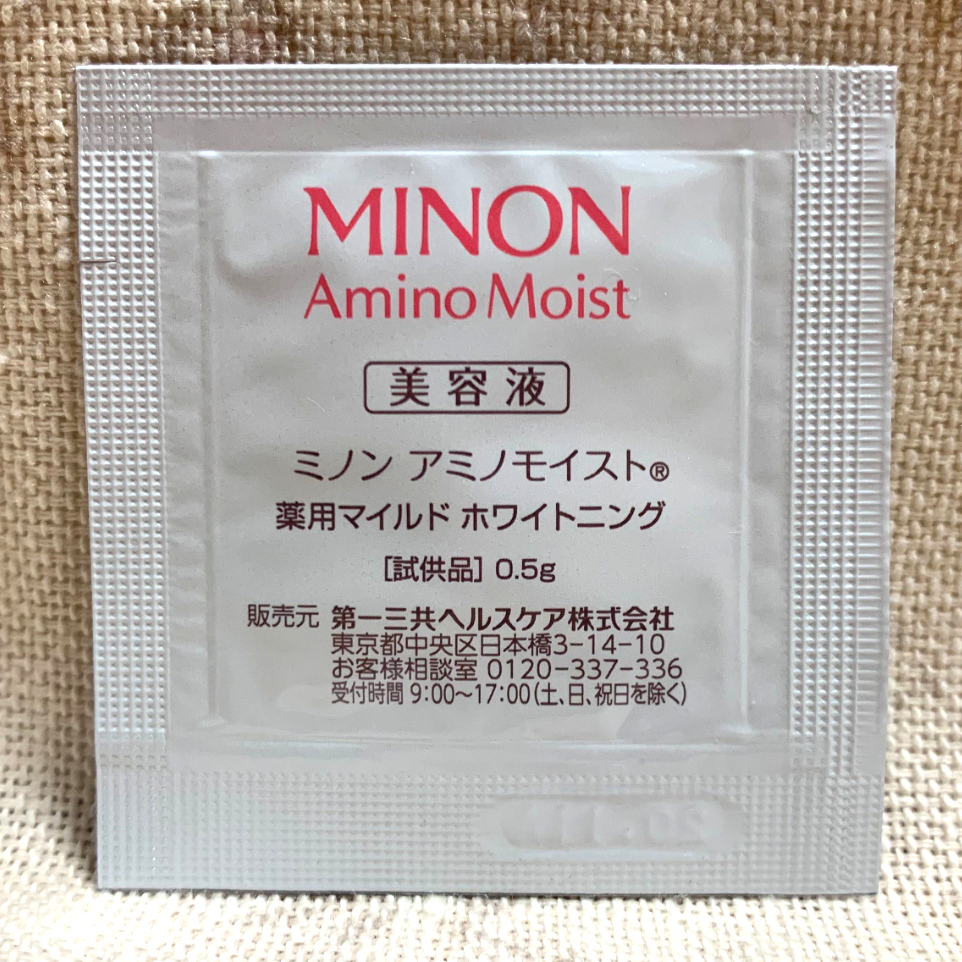 MINON
Amino Moist
美容液
ミノン アミノモイスト®
薬用マイルド ホワイトニング
[試供品] 0.5g
販売元 第一三共ヘルスケア株式会社
東京都中央区日本橋3-14-10
お客様相談室 0120-337-336
受付時間 9:00〜17:00(土、日、祝日を除く)